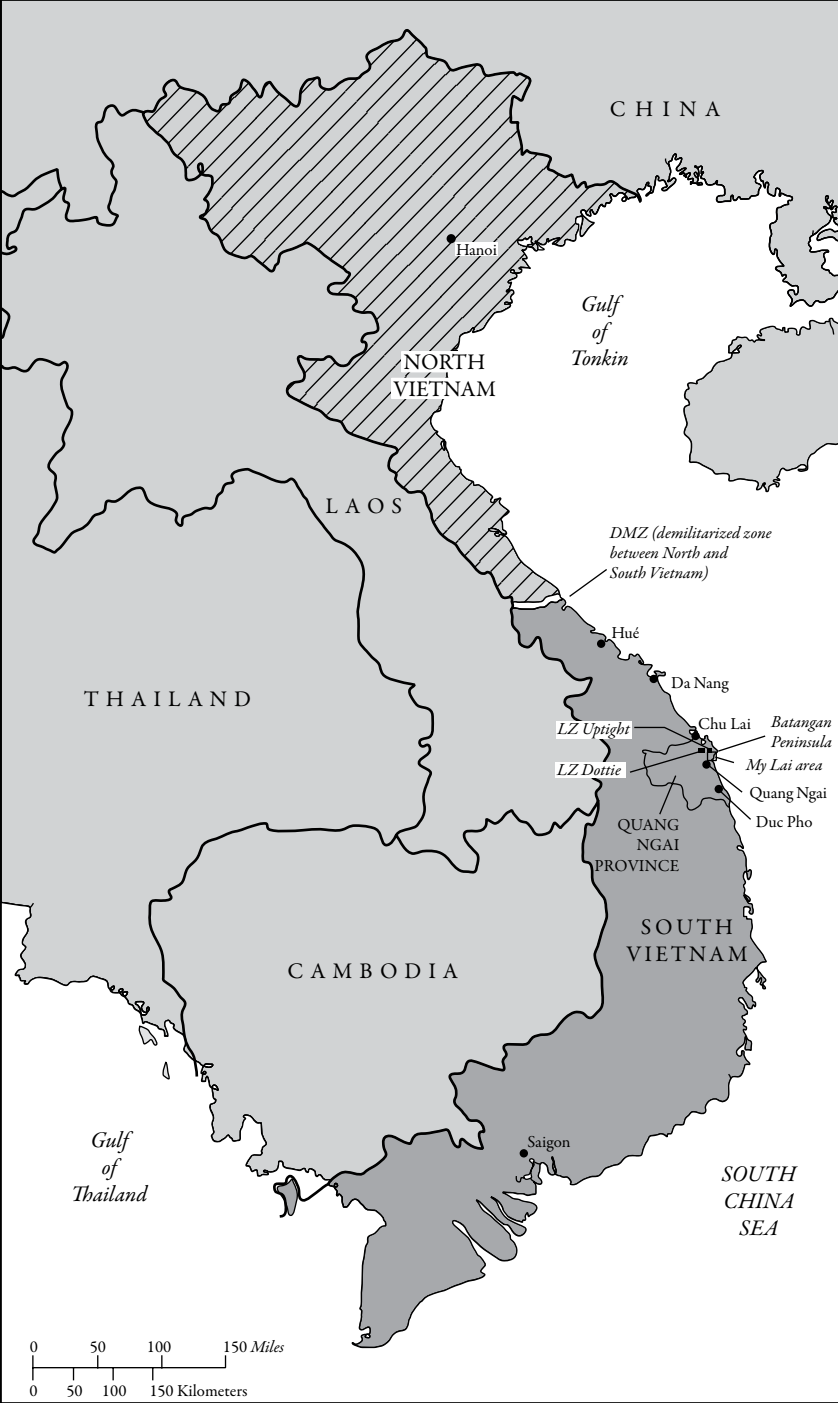 CHINA
Hanoi
Gulf
of
Tonkin
NORTH
VIETNAM
LAOS
DMZ (demilitarized zone
between North and
South Vietnam)
Hué
Da Nang
THAILAND
Chu Lai
LZ Uptight
Batangan
Peninsula
My Lai area
LZ Dottie
Quang Ngai
Duc Pho
QUANG
NGAI
PROVINCE
SOUTH
VIETNAM
CAMBODIA
Saigon
Gulf
of
Thailand
SOUTH
CHINA
SEA
0 50 100 150 Miles
0 50 100 150 Kilometers